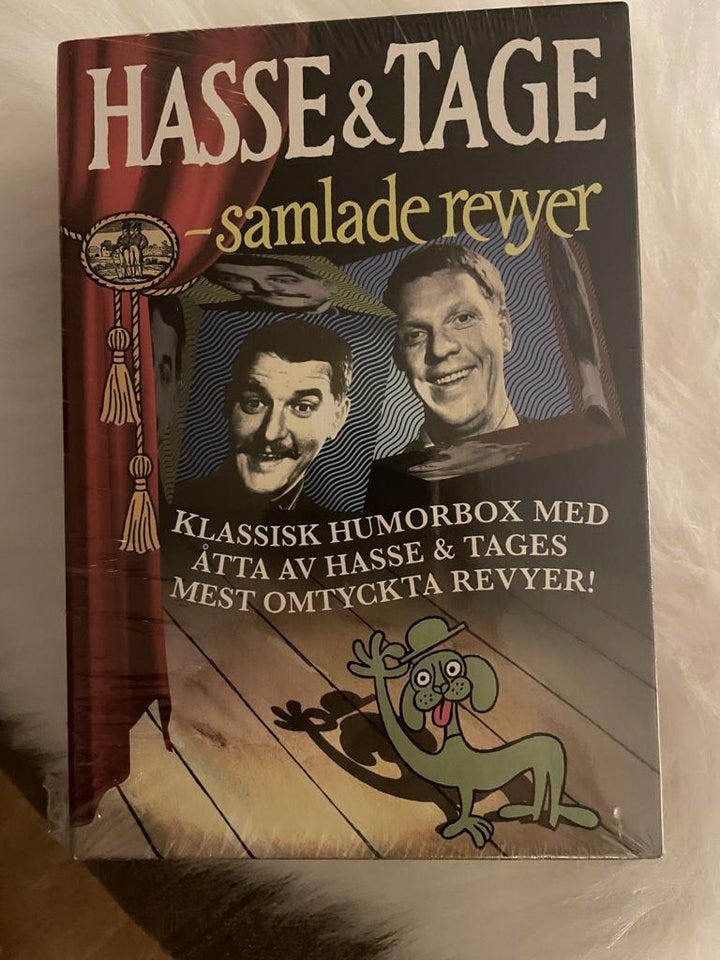 HASSE & TAGE
-samlade revyer
KLASSISK HUMORBOX MED
ÅTTA AV HASSE & TAGES
MEST OMTYCKTA REVYER!